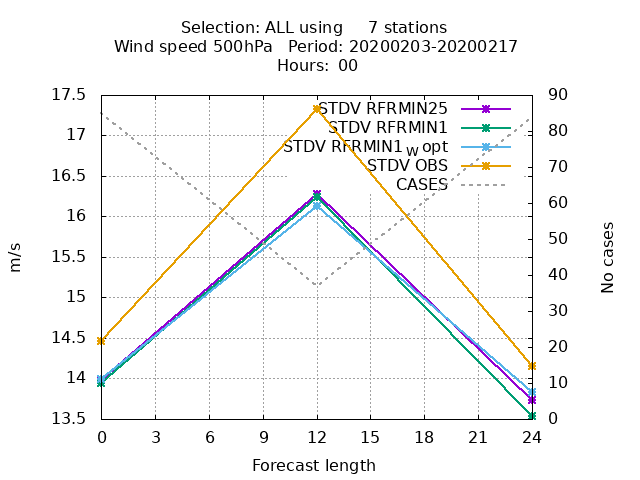 Selection: ALL using     7 stations
Wind speed 500hPa   Period: 20200203-20200217
Hours: 00
17.5
17
16.5
16
15.5
15
14.5
14
13.5
m/s
STDV RFRMIN25
STDV RFRMIN1
STDV RFRMIN1wopt
STDV OBS
CASES
90
80
70
60
50
40
30
20
10
0
No cases
0 3 6 9 12 15 18 21 24
Forecast length